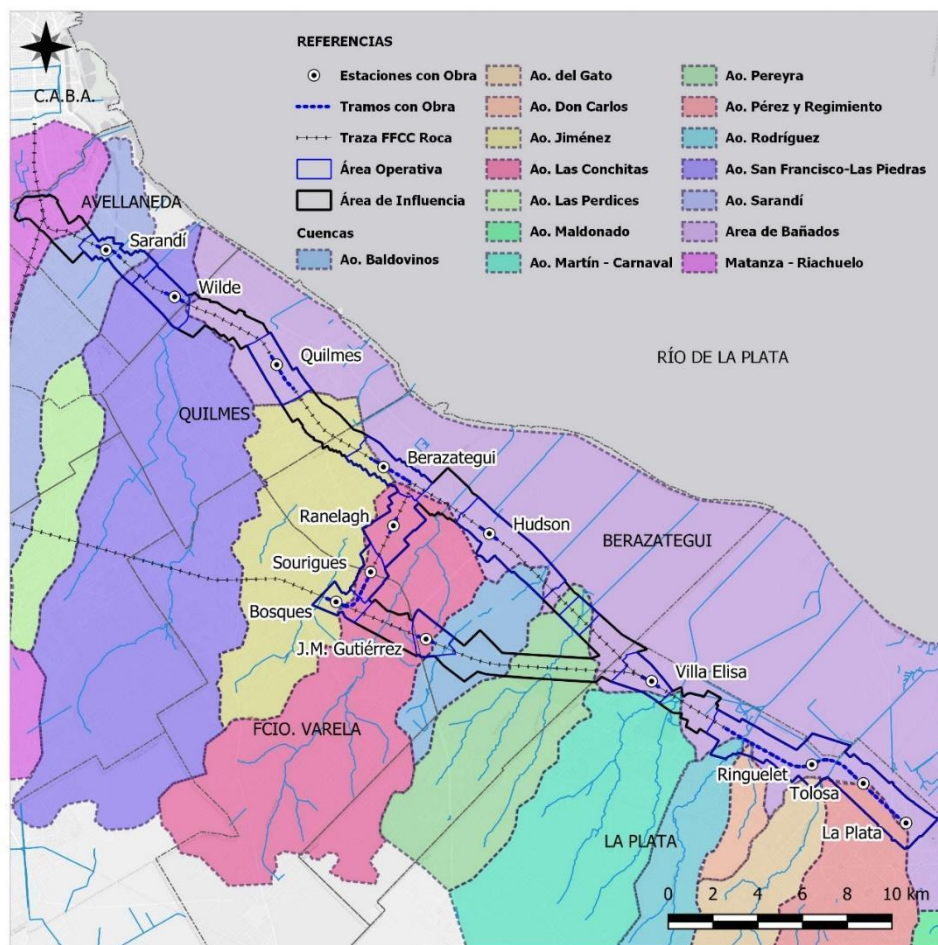 REFERENCIAS
Estaciones con Obra
Tramos con Obra
Traza FFCC Roca
Área Operativa
Área de Influencia
Cuencas
Ao. Baldovinos
Ao. del Gato
Ao. Don Carlos
Ao. Jiménez
Ao. Las Conchitas
Ao. Las Perdices
Ao. Maldonado
Ao. Martín - Carnaval
Ao. Pereyra
Ao. Pérez y Regimiento
Ao. Rodríguez
Ao. San Francisco-Las Piedras
Ao. Sarandí
Area de Bañados
Matanza - Riachuelo
C.A.B.A.
AVELLANEDA
Sarandí
Wilde
Quilmes
RÍO DE LA PLATA
QUILMES
Berazategui
Ranelagh
Hudson
BERAZATEGUI
Sourigues
Bosques
J.M. Gutiérrez
Villa Elisa
FCIO. VARELA
Ringuelet
Tolosa
La Plata
LA PLATA
0 2 4 6 8 10 km